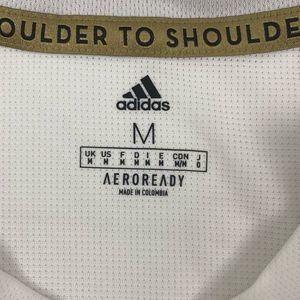 OULDER TO SHOULDE
adidas
M
UK US F D I E CDN J
M M M M M M M/M O
AEROREADY
MADE IN COLOMBIA